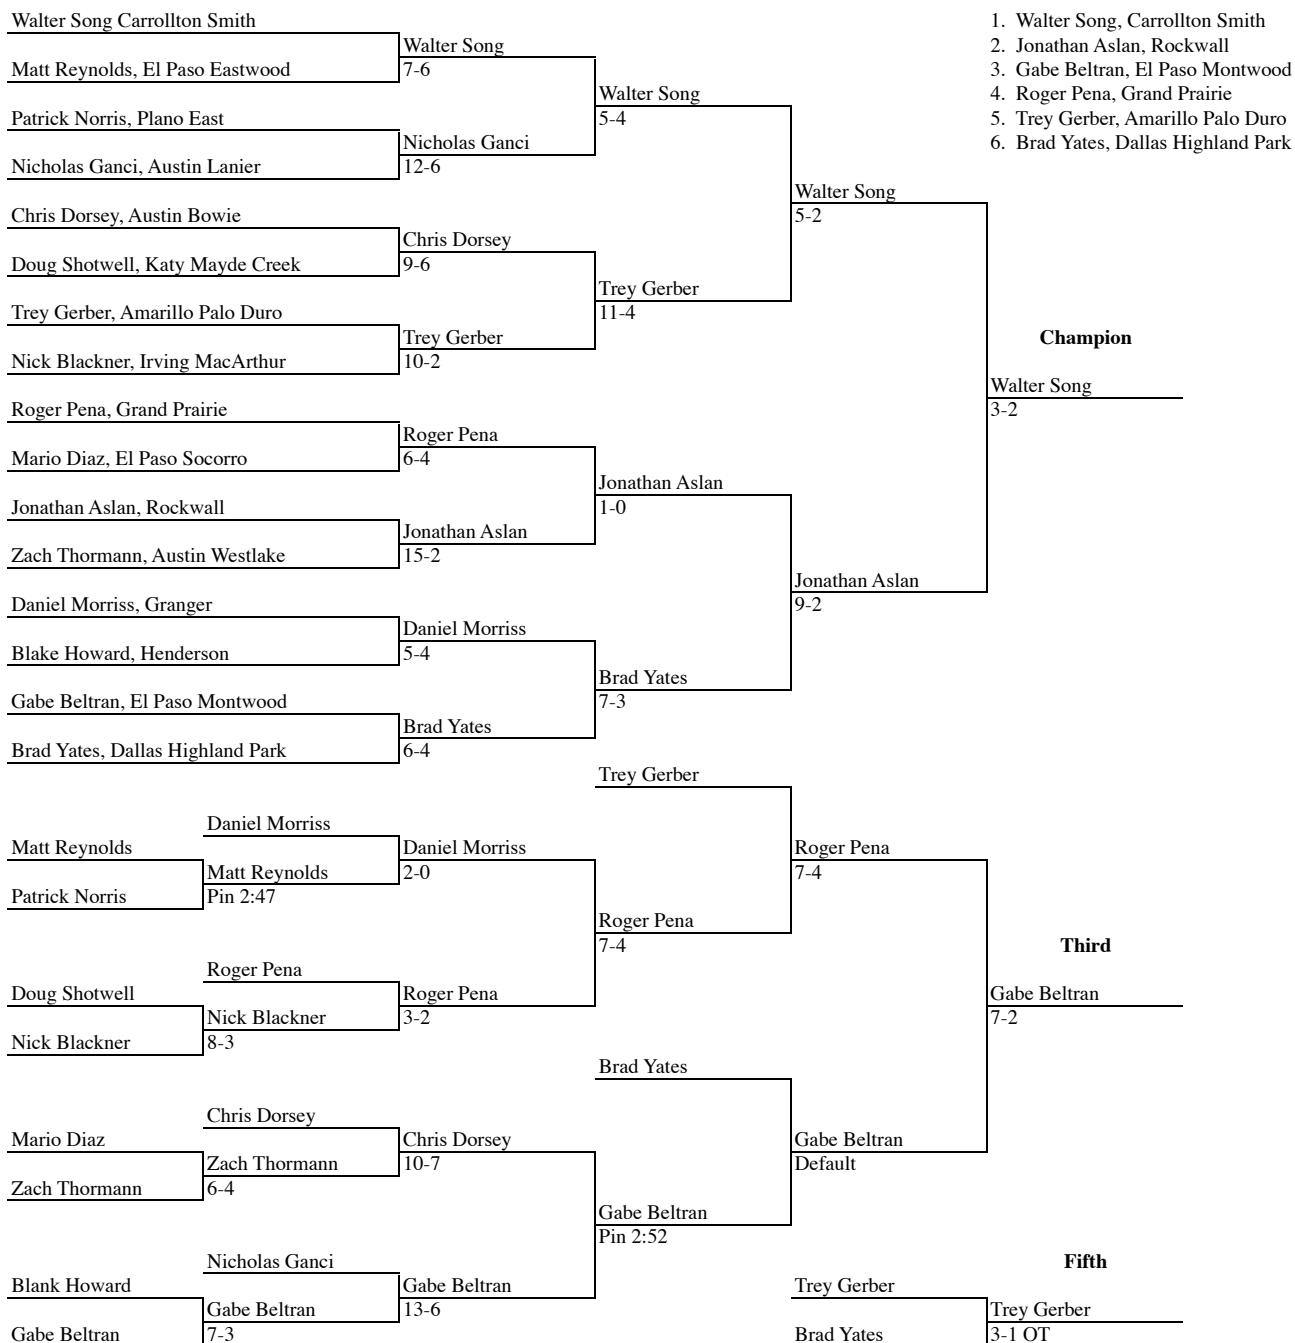 Walter Song Carrollton Smith
1. Walter Song, Carrollton Smith
Walter Song
2. Jonathan Aslan, Rockwall
Matt Reynolds, El Paso Eastwood
7-6
3. Gabe Beltran, El Paso Montwood
Walter Song
4. Roger Pena, Grand Prairie
Patrick Norris, Plano East
5-4
5. Trey Gerber, Amarillo Palo Duro
Nicholas Ganci
6. Brad Yates, Dallas Highland Park
Nicholas Ganci, Austin Lanier
12-6
Walter Song
Chris Dorsey, Austin Bowie
5-2
Chris Dorsey
Doug Shotwell, Katy Mayde Creek
9-6
Trey Gerber
Trey Gerber, Amarillo Palo Duro
11-4
Trey Gerber
Champion
Nick Blackner, Irving MacArthur
10-2
Walter Song
Roger Pena, Grand Prairie
3-2
Roger Pena
Mario Diaz, El Paso Socorro
6-4
Jonathan Aslan
Jonathan Aslan, Rockwall
1-0
Jonathan Aslan
Zach Thormann, Austin Westlake
15-2
Jonathan Aslan
Daniel Morriss, Granger
9-2
Daniel Morriss
Blake Howard, Henderson
5-4
Brad Yates
Gabe Beltran, El Paso Montwood
7-3
Brad Yates
Brad Yates, Dallas Highland Park
6-4
Trey Gerber
Daniel Morriss
Matt Reynolds
Daniel Morriss
Roger Pena
Matt Reynolds
2-0
7-4
Patrick Norris
Pin 2:47
Roger Pena
7-4
Third
Roger Pena
Doug Shotwell
Roger Pena
Gabe Beltran
Nick Blackner
3-2
7-2
Nick Blackner
8-3
Brad Yates
Chris Dorsey
Mario Diaz
Chris Dorsey
Gabe Beltran
Zach Thormann
10-7
Default
Zach Thormann
6-4
Gabe Beltran
Pin 2:52
Nicholas Ganci
Fifth
Blank Howard
Gabe Beltran
Trey Gerber
Gabe Beltran
13-6
Trey Gerber
Gabe Beltran
7-3
Brad Yates
3-1 OT